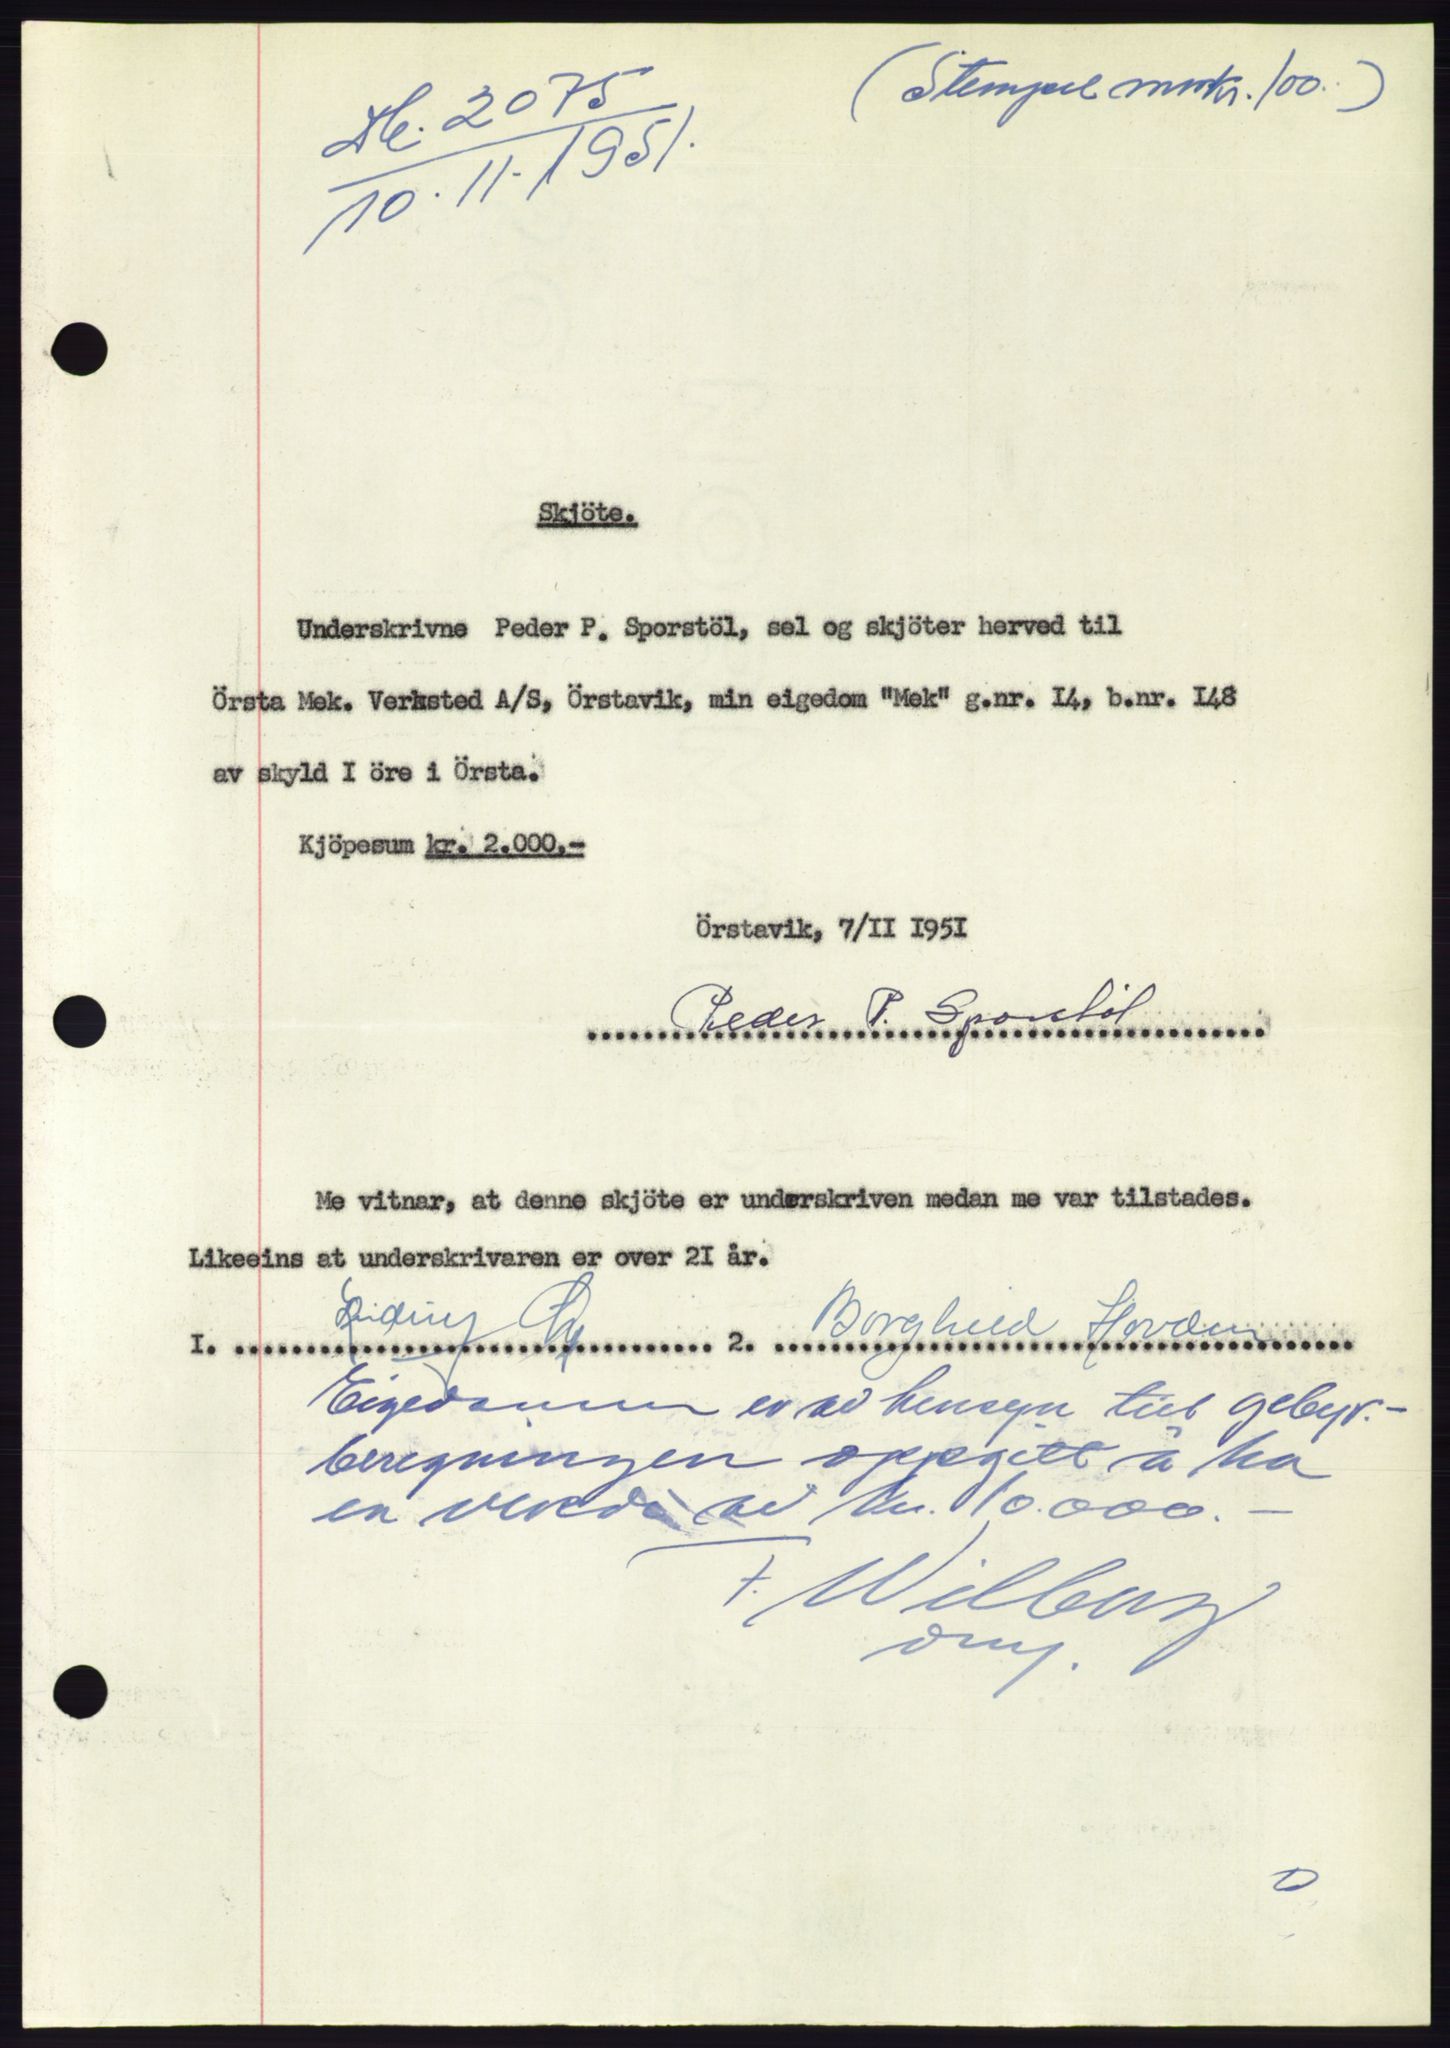 (Stempel mrk. 100.-)
2075
10.11.1951.
Skjöte.
Underskrivne Peder P. Sporstöl, sel og skjöter herved til
Örsta Mek. Verksted A/S, Örstavik, min eigedom "Mek" g.nr. I4, b.nr. I48
av skyld I öre i Örsta.
Kjöpesum kr. 2.000,-
Örstavik, 7/II I95I
Peder P. Sporstöl
Me vitnar, at denne skjöte er underskriven medan me var tilstades.
Likeeins at underskrivaren er over 2I år.
I. 2. Borghild Hovden
Eigedommen er av hensyn til gebyr.-
beregningen oppgitt å ha
en verdi av kr. 10.000.-
Wilberg